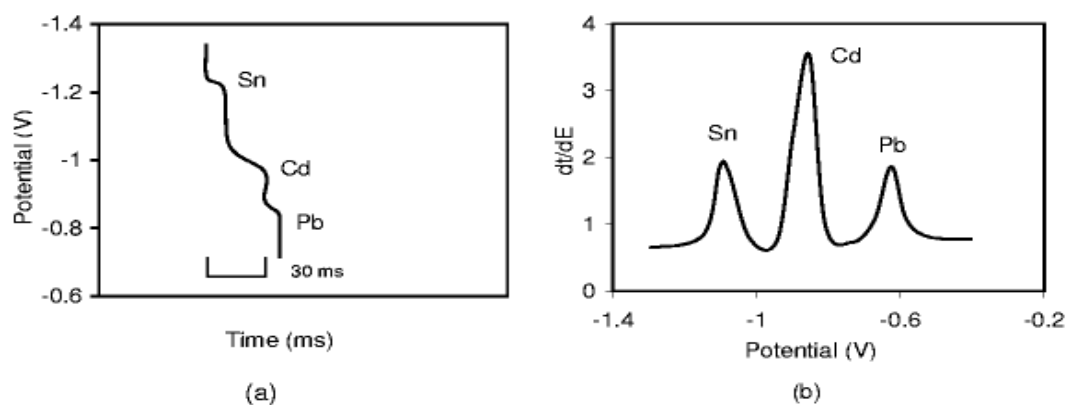 -1.4
-1.2
-1
-0.8
-0.6
Potential (V)
Sn
Cd
Pb
30 ms
Time (ms)
(a)
4
3
2
1
0
dt/dE
Sn
Cd
Pb
-1.4
-1
-0.6
-0.2
Potential (V)
(b)